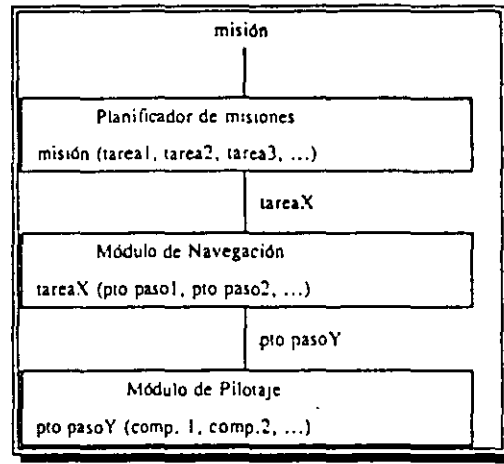 misión
Planificador de misiones
misión (tarea1, tarea2, tarea3, ...)
tareaX
Módulo de Navegación
tareaX (pto paso1, pto paso2, ...)
pto pasoY
Módulo de Pilotaje
pto pasoY (comp. 1, comp.2, ...)